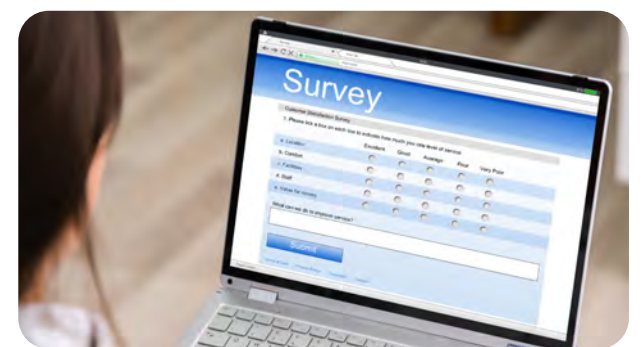 Survey
Customer Satisfaction Survey
1. Please tick a box on each line to indicate how much you rate level of service
Excellent Good Average Poor Very Poor
a. Location
b. Comfort
c. Facilities
d. Staff
e. Value for money
What can we do to improve service?
Submit